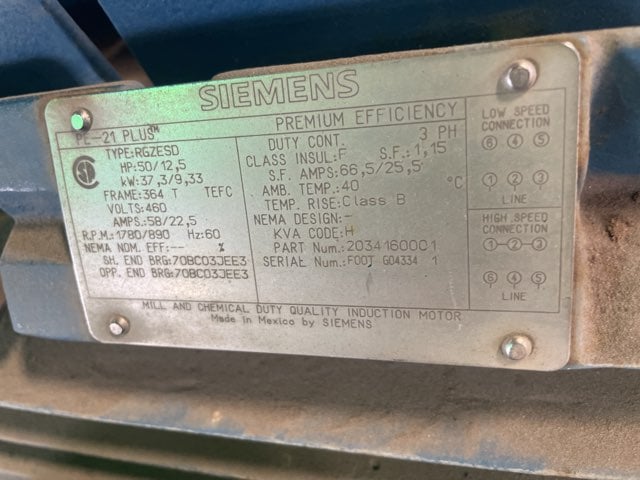 SIEMENS
PE-21 PLUS™ PREMIUM EFFICIENCY
TYPE:RGZESD
HP:50/12,5
kW:37,3/9,33
FRAME:364 T TEFC
VOLTS:460
AMPS:58/22,5
R.P.M.:1780/890 Hz:60
NEMA NOM. EFF:-- %
SH. END BRG:70BC03JEE3
OPP. END BRG:70BC03JEE3
DUTY CONT. 3 PH
CLASS INSUL:F S.F.:1,15
S.F. AMPS:66,5/25,5
AMB. TEMP.:40 °C
TEMP. RISE:Class B
NEMA DESIGN:-
KVA CODE:H
PART Num.:2034160001
SERIAL Num.:FOOT G04334 1
LOW SPEED
CONNECTION
6 4 5
1 2 3
LINE
HIGH SPEED
CONNECTION
1-2-3
6 4 5
LINE
MILL AND CHEMICAL DUTY QUALITY INDUCTION MOTOR
Made in Mexico by SIEMENS